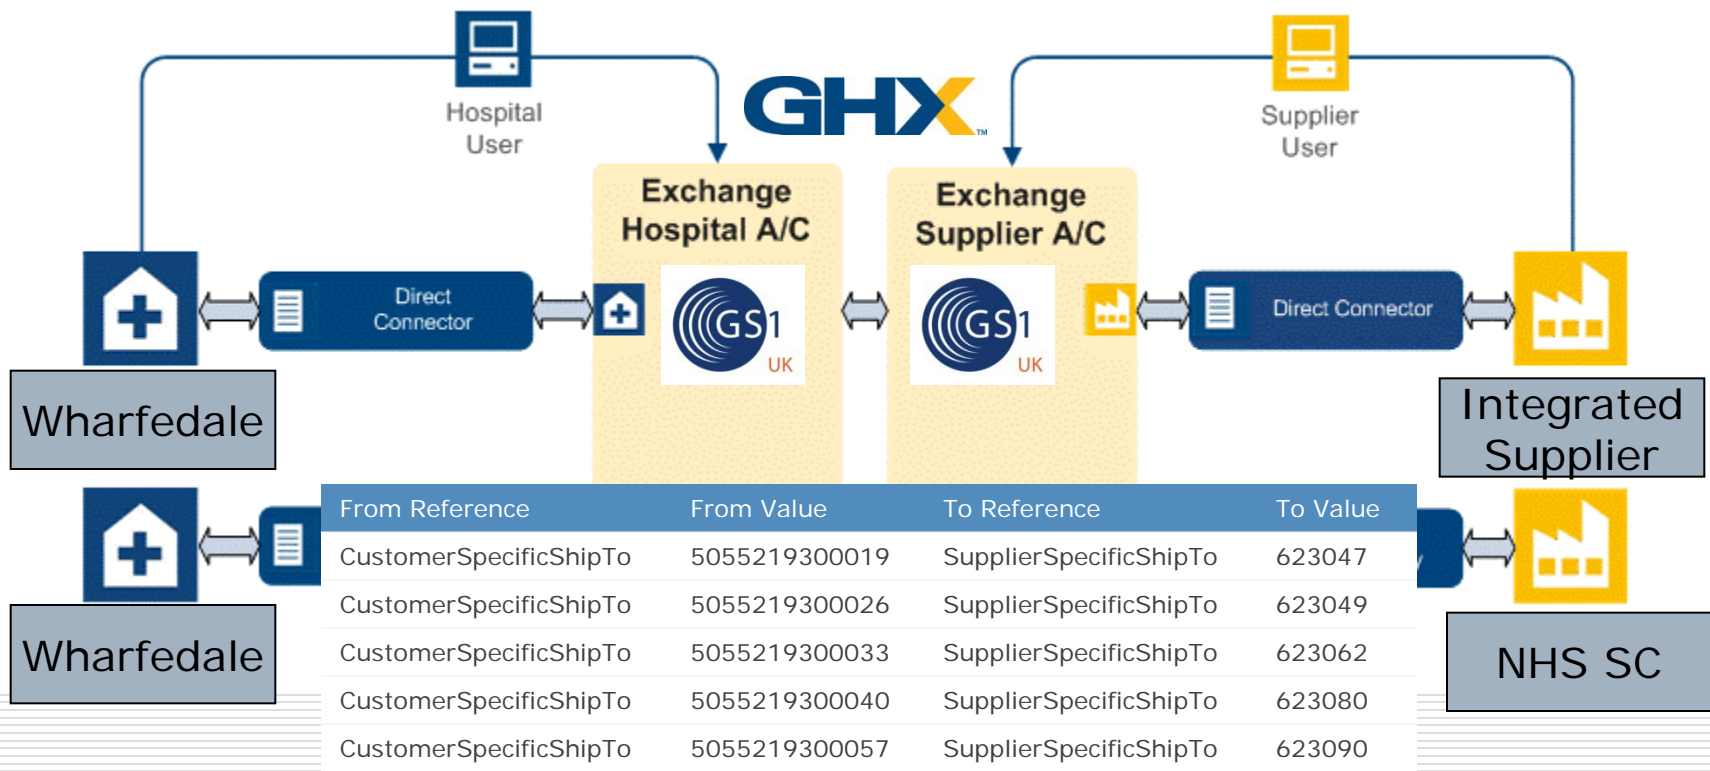 GHX™
Hospital
User
Supplier
User
Exchange
Hospital A/C
Exchange
Supplier A/C
Direct
Connector
GS1
UK
GS1
UK
Direct Connector
Wharfedale
Integrated
Supplier
From Reference From Value To Reference To Value
CustomerSpecificShipTo 5055219300019 SupplierSpecificShipTo 623047
CustomerSpecificShipTo 5055219300026 SupplierSpecificShipTo 623049
CustomerSpecificShipTo 5055219300033 SupplierSpecificShipTo 623062
CustomerSpecificShipTo 5055219300040 SupplierSpecificShipTo 623080
CustomerSpecificShipTo 5055219300057 SupplierSpecificShipTo 623090
Wharfedale
NHS SC